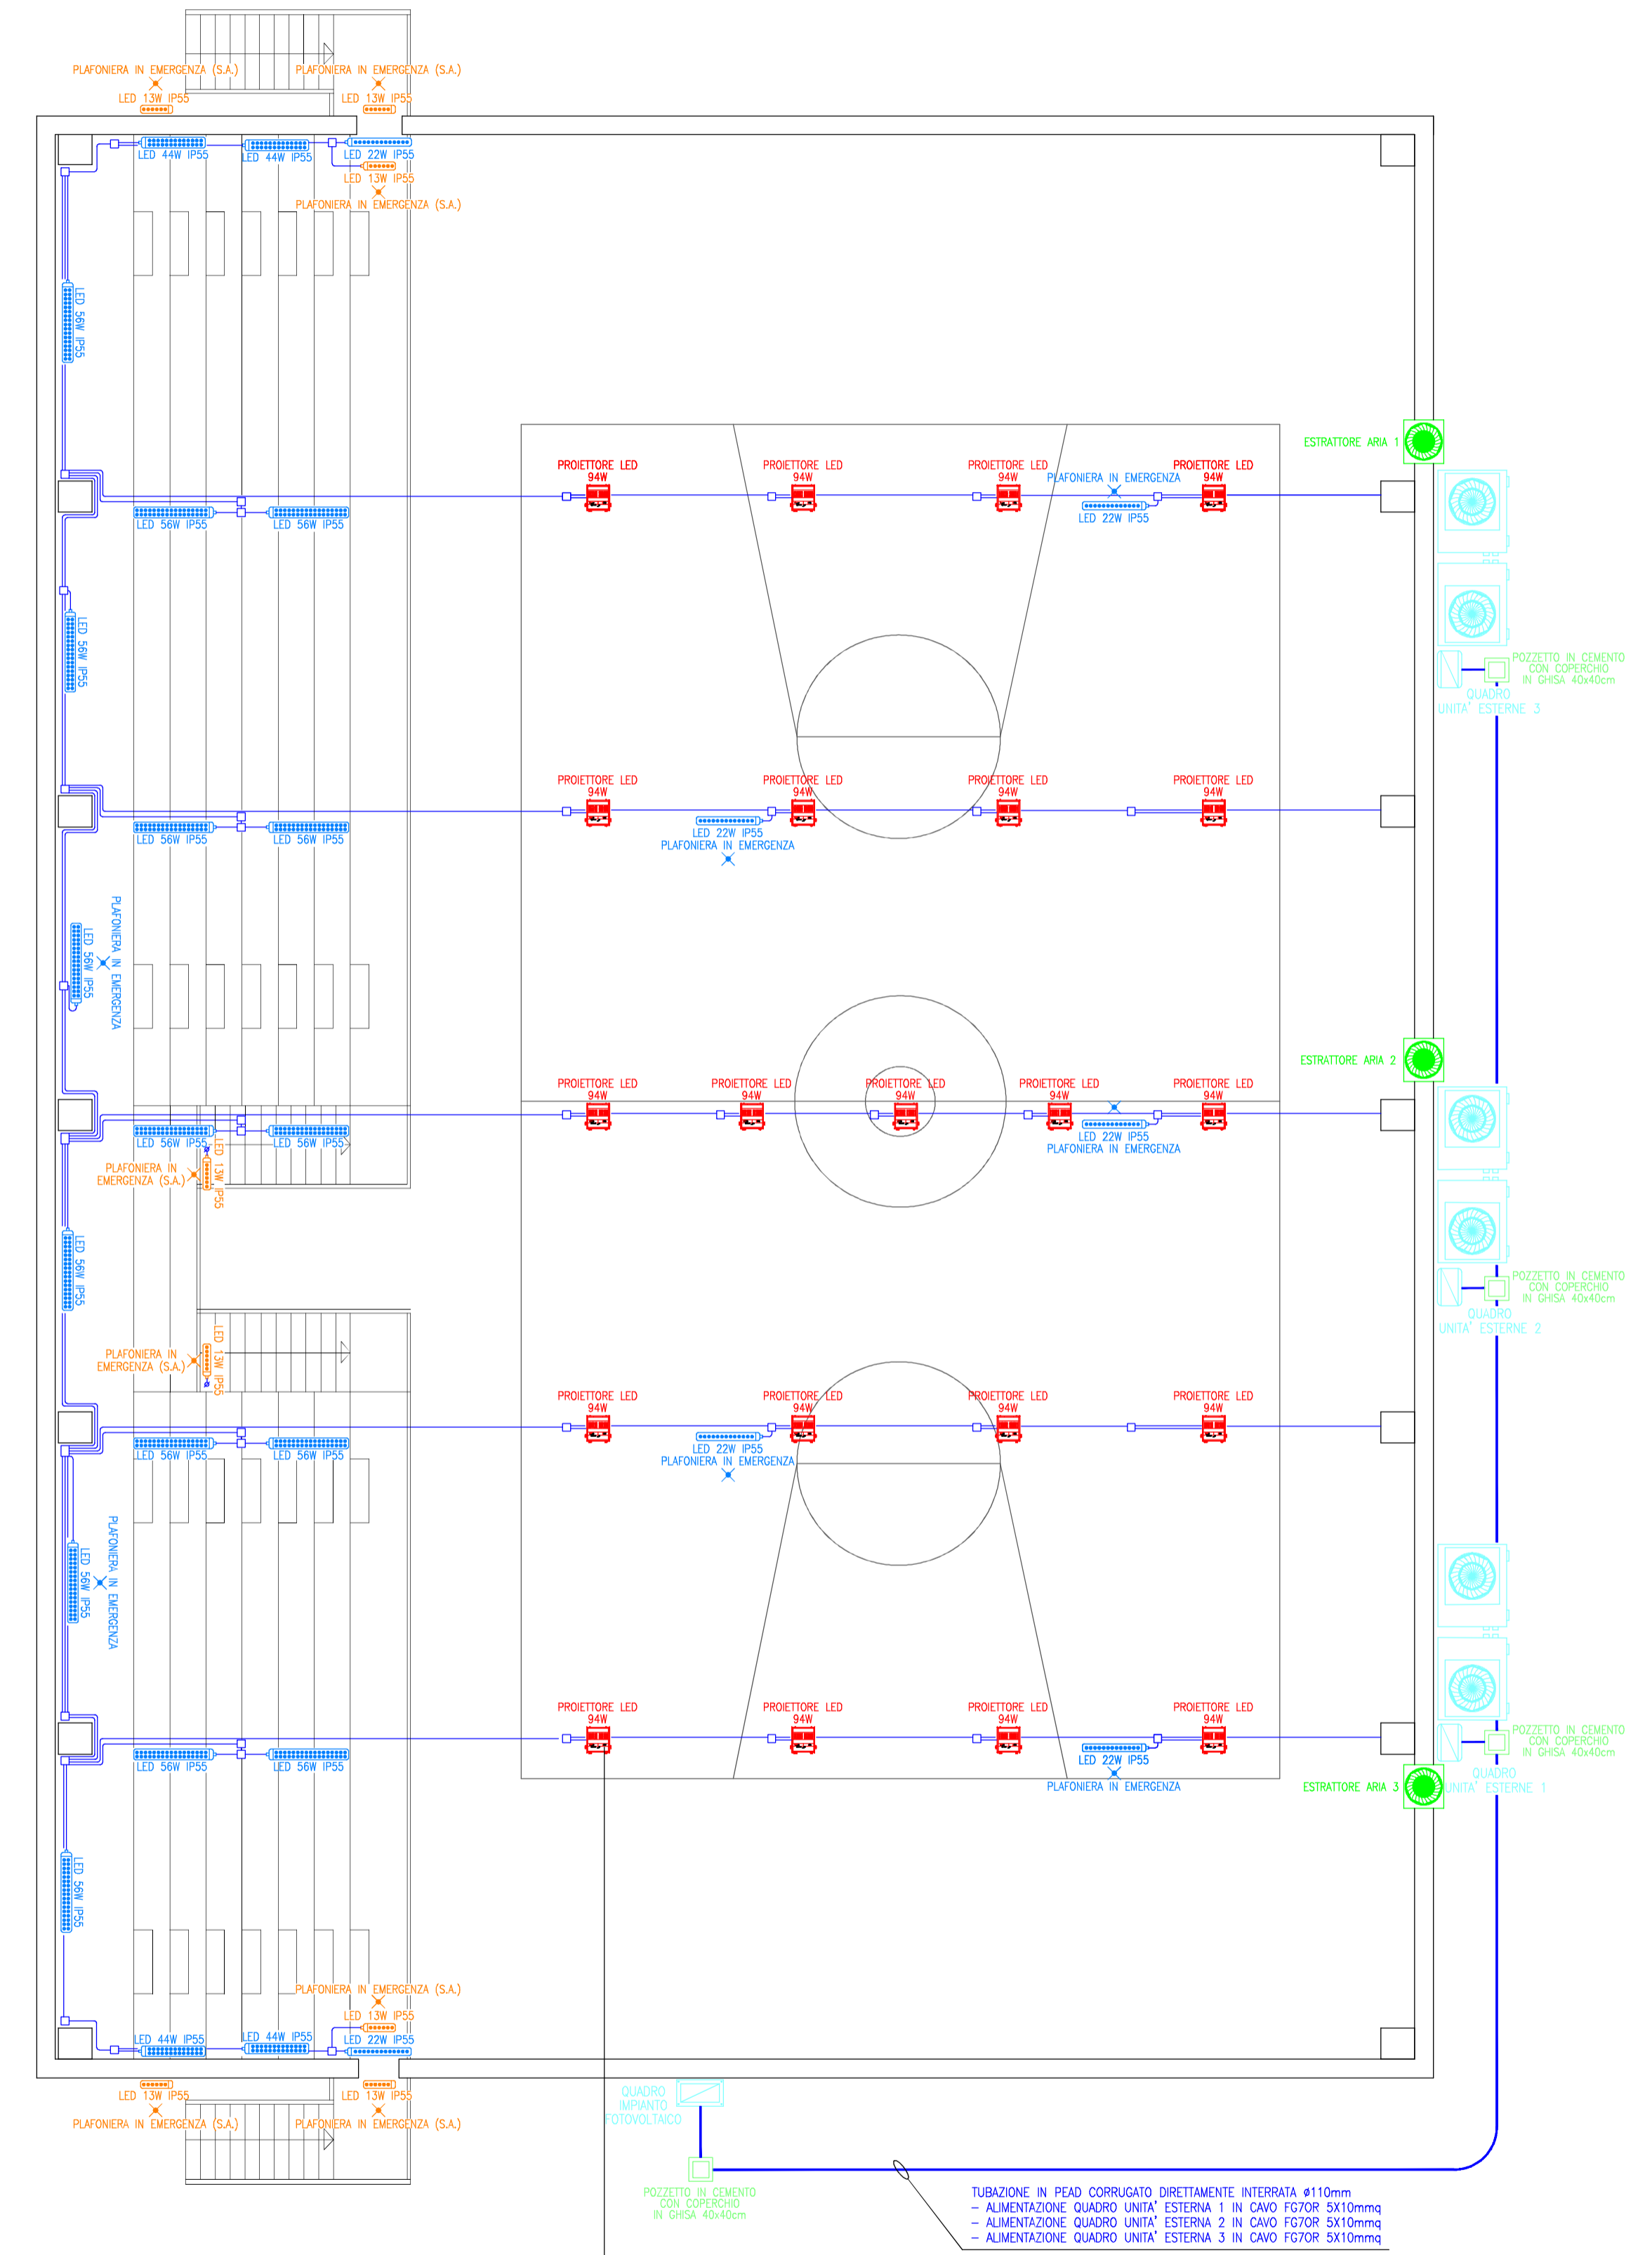 PLAFONIERA IN EMERGENZA (S.A.)
LED 13W IP55
PLAFONIERA IN EMERGENZA (S.A.)
LED 13W IP55
LED 44W IP55
LED 44W IP55
LED 22W IP55
LED 13W IP55
PLAFONIERA IN EMERGENZA (S.A.)
LED 56W IP55
ESTRATTORE ARIA 1
PROIETTORE LED
94W
PROIETTORE LED
94W
PROIETTORE LED
94W
PROIETTORE LED
94W
PLAFONIERA IN EMERGENZA
LED 22W IP55
LED 56W IP55
LED 56W IP55
LED 56W IP55
POZZETTO IN CEMENTO
CON COPERCHIO
IN GHISA 40x40cm
QUADRO
UNITA' ESTERNE 3
PROIETTORE LED
94W
PROIETTORE LED
94W
PROIETTORE LED
94W
PROIETTORE LED
94W
LED 56W IP55
LED 56W IP55
LED 22W IP55
PLAFONIERA IN EMERGENZA
PLAFONIERA IN EMERGENZA
LED 56W IP55
ESTRATTORE ARIA 2
PROIETTORE LED
94W
PROIETTORE LED
94W
PROIETTORE LED
94W
PROIETTORE LED
94W
PROIETTORE LED
94W
LED 56W IP55
LED 56W IP55
LED 22W IP55
PLAFONIERA IN EMERGENZA
PLAFONIERA IN
EMERGENZA (S.A.)
LED 13W IP55
LED 56W IP55
POZZETTO IN CEMENTO
CON COPERCHIO
IN GHISA 40x40cm
QUADRO
UNITA' ESTERNE 2
PLAFONIERA IN
EMERGENZA (S.A.)
LED 13W IP55
PROIETTORE LED
94W
PROIETTORE LED
94W
PROIETTORE LED
94W
PROIETTORE LED
94W
LED 56W IP55
LED 56W IP55
LED 22W IP55
PLAFONIERA IN EMERGENZA
PLAFONIERA IN EMERGENZA
LED 56W IP55
PROIETTORE LED
94W
PROIETTORE LED
94W
PROIETTORE LED
94W
PROIETTORE LED
94W
LED 56W IP55
LED 56W IP55
LED 22W IP55
PLAFONIERA IN EMERGENZA
POZZETTO IN CEMENTO
CON COPERCHIO
IN GHISA 40x40cm
QUADRO
UNITA' ESTERNE 1
ESTRATTORE ARIA 3
LED 56W IP55
PLAFONIERA IN EMERGENZA (S.A.)
LED 13W IP55
LED 44W IP55
LED 44W IP55
LED 22W IP55
LED 13W IP55
PLAFONIERA IN EMERGENZA (S.A.)
LED 13W IP55
PLAFONIERA IN EMERGENZA (S.A.)
QUADRO
IMPIANTO
FOTOVOLTAICO
POZZETTO IN CEMENTO
CON COPERCHIO
IN GHISA 40x40cm
TUBAZIONE IN PEAD CORRUGATO DIRETTAMENTE INTERRATA ø110mm
– ALIMENTAZIONE QUADRO UNITA' ESTERNA 1 IN CAVO FG7OR 5X10mmq
– ALIMENTAZIONE QUADRO UNITA' ESTERNA 2 IN CAVO FG7OR 5X10mmq
– ALIMENTAZIONE QUADRO UNITA' ESTERNA 3 IN CAVO FG7OR 5X10mmq